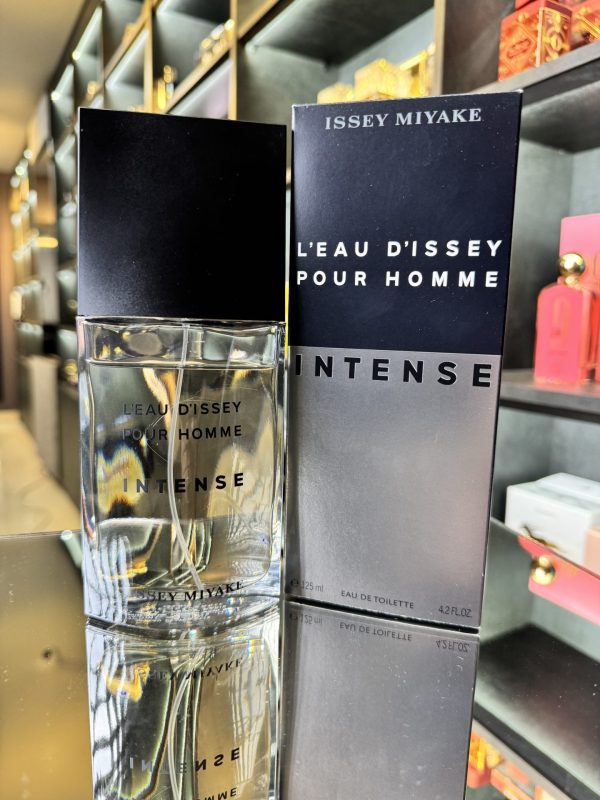 ISSEY MIYAKE
L'EAU D'ISSEY
POUR HOMME
INTENSE
e 125 ml
EAU DE TOILETTE
4.2 FL.OZ.
L'EAU D'ISSEY
POUR HOMME
INTENSE
ISSEY MIYAKE